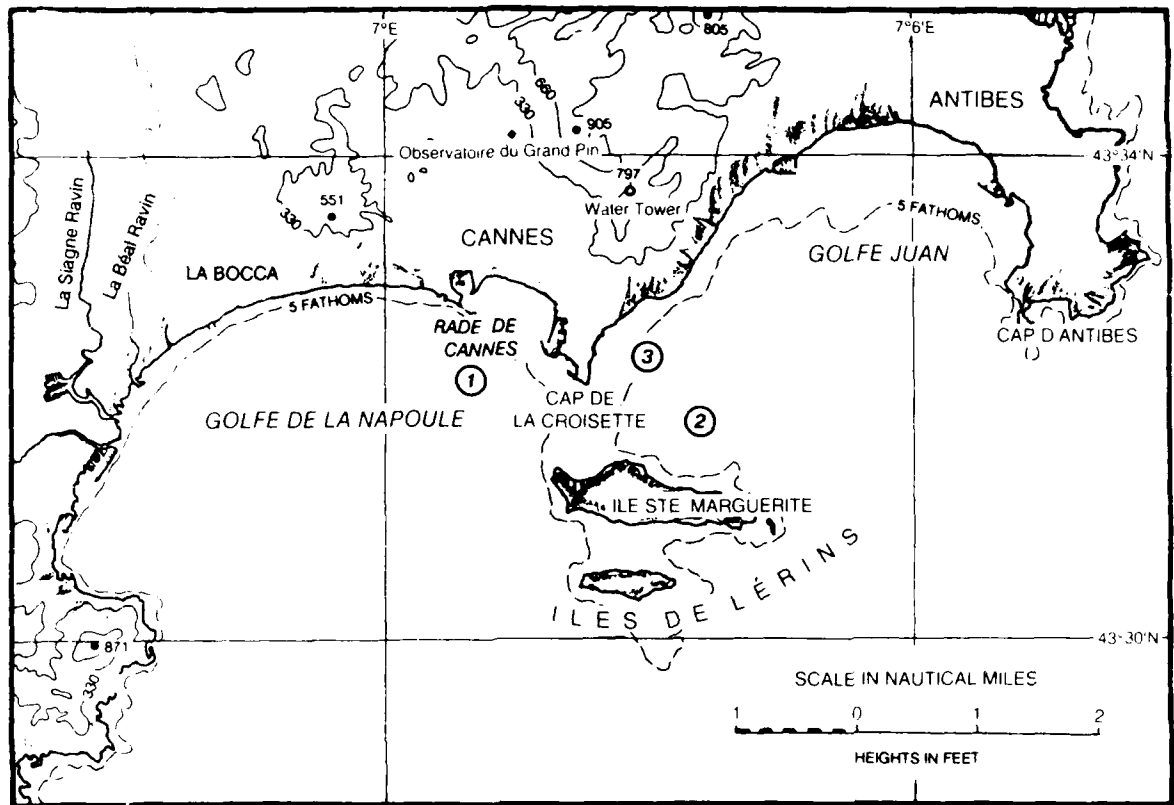 7°E
7°6'E
805
660
330
905
ANTIBES
Observatoire du Grand Pin
43°34'N
797
Water Tower
551
330
La Siagne Ravin
La Béal Ravin
CANNES
5 FATHOMS
GOLFE JUAN
LA BOCCA
5 FATHOMS
RADE DE
CANNES
CAP D'ANTIBES
3
1
CAP DE
LA CROISETTE
2
GOLFE DE LA NAPOULE
ILE STE MARGUERITE
ILES DE LÉRINS
43°30'N
871
330
SCALE IN NAUTICAL MILES
1 0 1 2
HEIGHTS IN FEET